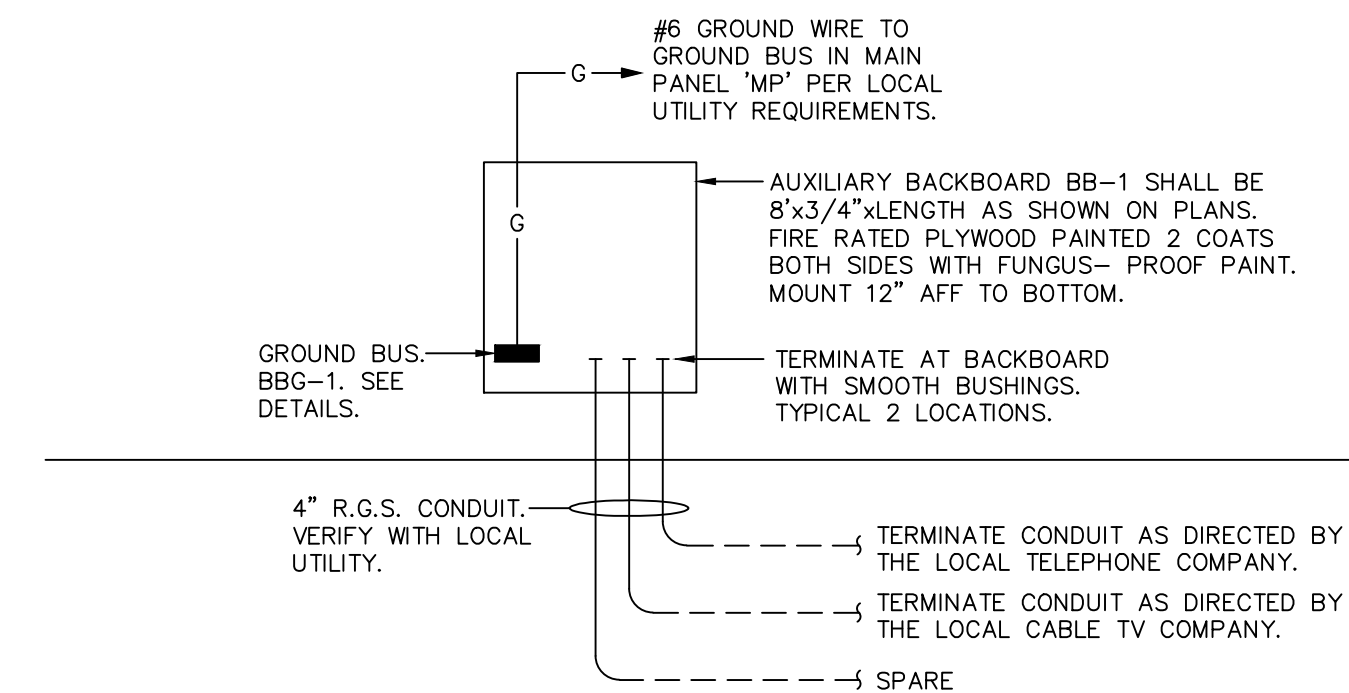 #6 GROUND WIRE TO
GROUND BUS IN MAIN
PANEL 'MP' PER LOCAL
UTILITY REQUIREMENTS.
G
G
AUXILIARY BACKBOARD BB–1 SHALL BE
8'x3/4"xLENGTH AS SHOWN ON PLANS.
FIRE RATED PLYWOOD PAINTED 2 COATS
BOTH SIDES WITH FUNGUS– PROOF PAINT.
MOUNT 12" AFF TO BOTTOM.
GROUND BUS.
BBG–1. SEE
DETAILS.
TERMINATE AT BACKBOARD
WITH SMOOTH BUSHINGS.
TYPICAL 2 LOCATIONS.
4" R.G.S. CONDUIT.
VERIFY WITH LOCAL
UTILITY.
TERMINATE CONDUIT AS DIRECTED BY
THE LOCAL TELEPHONE COMPANY.
TERMINATE CONDUIT AS DIRECTED BY
THE LOCAL CABLE TV COMPANY.
SPARE